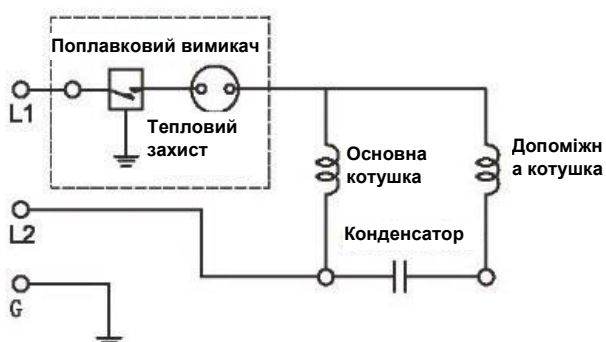 Поплавковий вимикач
L1
Тепловий
захист
Основна
котушка
Допоміжн
а котушка
L2
Конденсатор
G